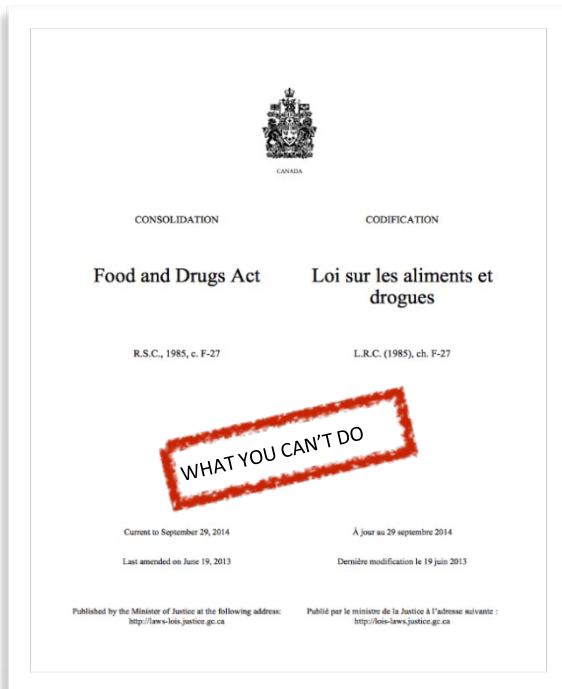 CANADA
CONSOLIDATION
CODIFICATION
Food and Drugs Act
Loi sur les aliments et
drogues
R.S.C., 1985, c. F-27
L.R.C. (1985), ch. F-27
WHAT YOU CAN'T DO
Current to September 29, 2014
À jour au 29 septembre 2014
Last amended on June 19, 2013
Dernière modification le 19 juin 2013
Published by the Minister of Justice at the following address:
http://laws-lois.justice.gc.ca
Publié par le ministre de la Justice à l'adresse suivante :
http://lois-laws.justice.gc.ca